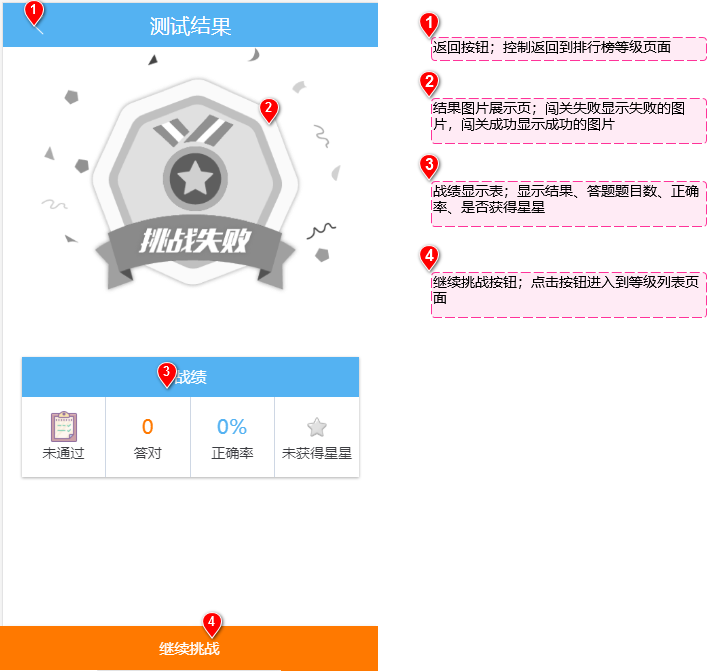 1
测试结果
2
挑战失败
3
战绩
0
0%
未通过
答对
正确率
未获得星星
4
继续挑战
1
返回按钮；控制返回到排行榜等级页面
2
结果图片展示页；闯关失败显示失败的图
片，闯关成功显示成功的图片
3
战绩显示表；显示结果、答题题目数、正确
率、是否获得星星
4
继续挑战按钮；点击按钮进入到等级列表页
面